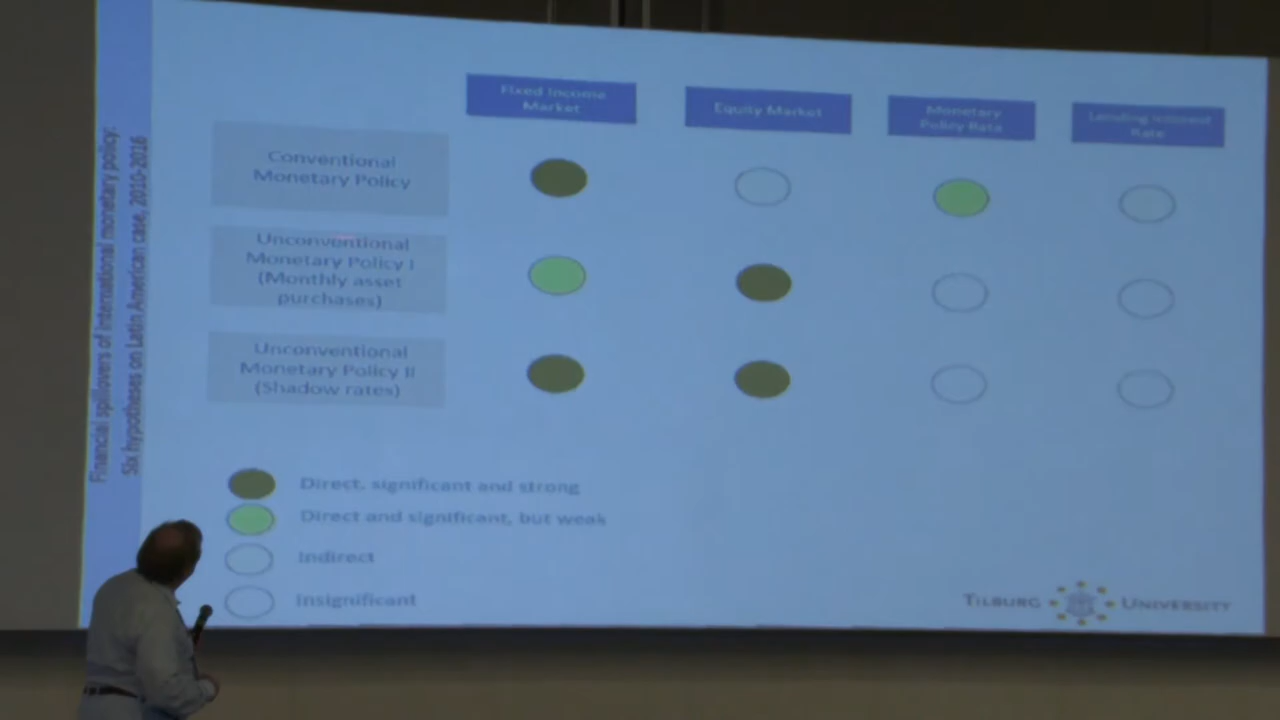 Financial spillovers of international monetary policy:
Six hypotheses on Latin American case, 2010-2016
Fixed Income
Market
Equity Market
Monetary
Policy Rate
Lending Interest
Rate
Conventional
Monetary Policy
Unconventional
Monetary Policy I
(Monthly asset
purchases)
Unconventional
Monetary Policy II
(Shadow rates)
Direct, significant and strong
Direct and significant, but weak
Indirect
Insignificant
TILBURG UNIVERSITY